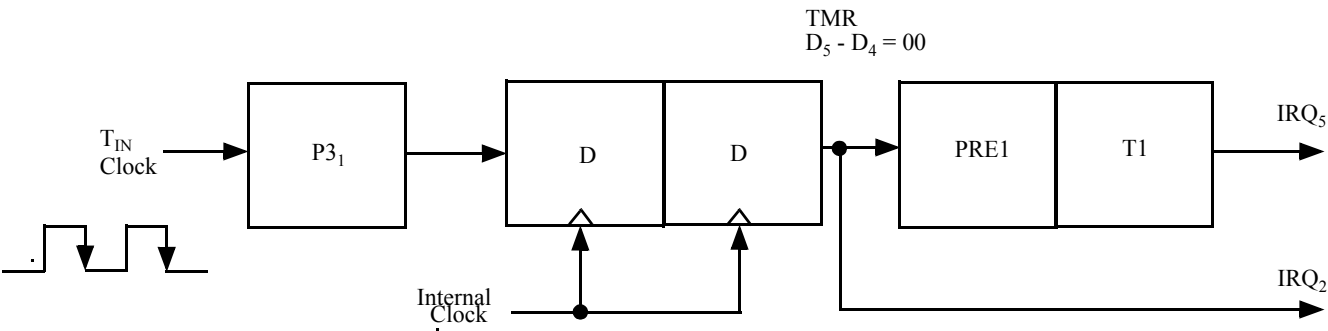 TMR
D5 - D4 = 00
TIN
Clock
P31
D
D
PRE1
T1
IRQ5
Internal
Clock
IRQ2